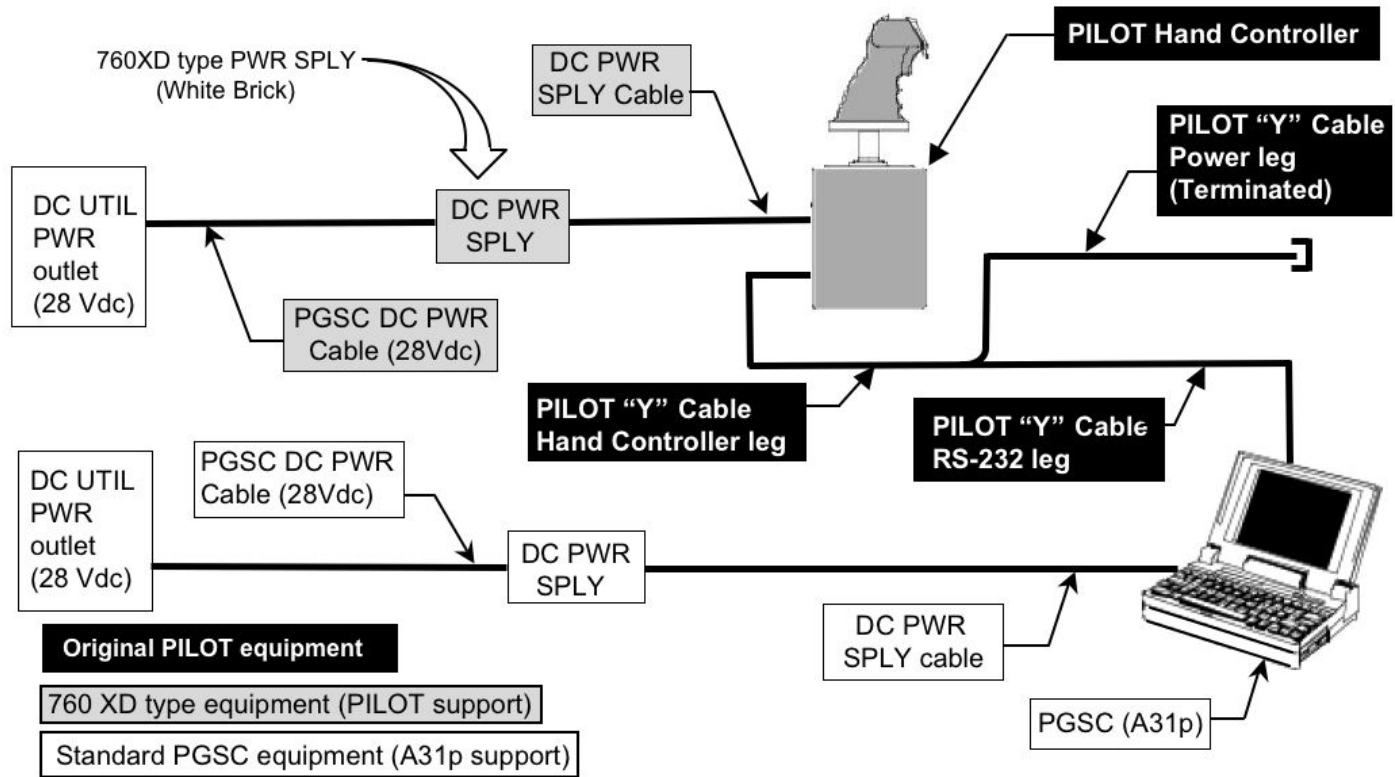 760XD type PWR SPLY
(White Brick)
DC PWR
SPLY Cable
PILOT Hand Controller
PILOT “Y” Cable
Power leg
(Terminated)
DC UTIL
PWR
outlet
(28 Vdc)
DC PWR
SPLY
PGSC DC PWR
Cable (28Vdc)
PILOT “Y” Cable
Hand Controller leg
PILOT “Y” Cable
RS-232 leg
DC UTIL
PWR
outlet
(28 Vdc)
PGSC DC PWR
Cable (28Vdc)
DC PWR
SPLY
DC PWR
SPLY cable
PGSC (A31p)
Original PILOT equipment
760 XD type equipment (PILOT support)
Standard PGSC equipment (A31p support)